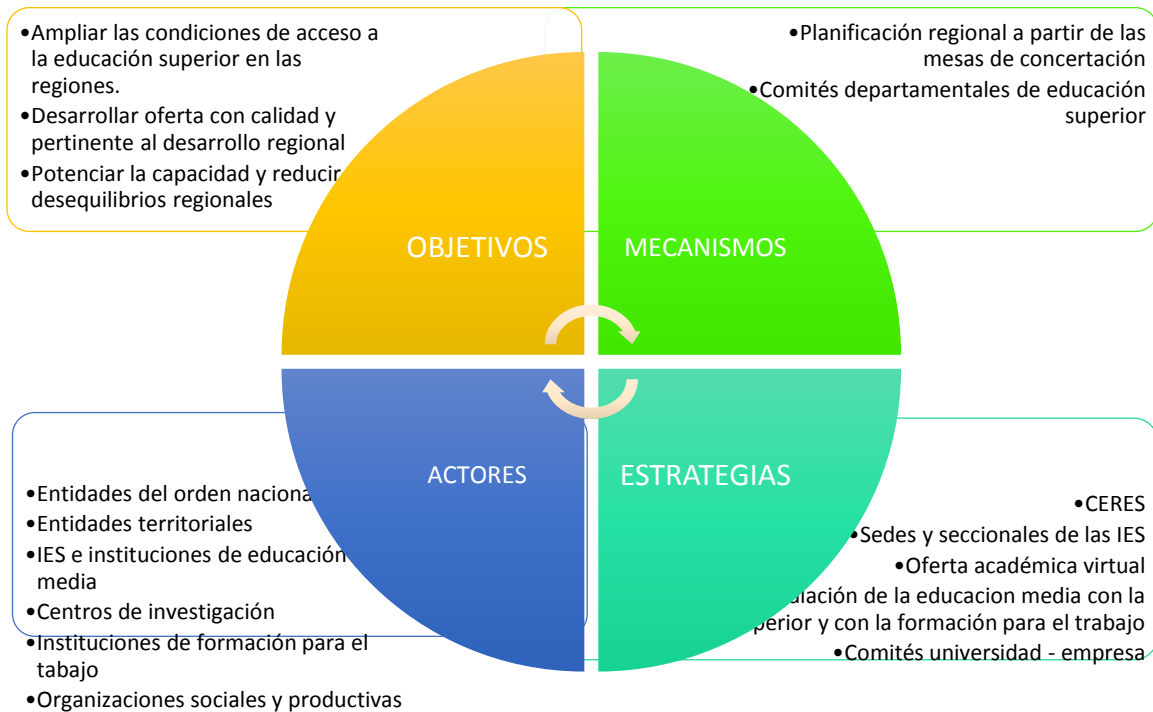 •Ampliar las condiciones de acceso a
la educación superior en las
regiones.
•Desarrollar oferta con calidad y
pertinente al desarrollo regional
•Potenciar la capacidad y reducir
desequilibrios regionales
•Planificación regional a partir de las
mesas de concertación
•Comités departamentales de educación
superior
OBJETIVOS
MECANISMOS
ACTORES
ESTRATEGIAS
•Entidades del orden
•Entidades territoriales
•IES e instituciones de educación
media
•Centros de investigación
•Instituciones de formación para el
tabajo
•Organizaciones sociales y productivas
•CERES
•Sedes y seccionales de las IES
•Oferta académica virtual
de la educacion media con la
y con la formación para el trabajo
•Comités universidad - empresa